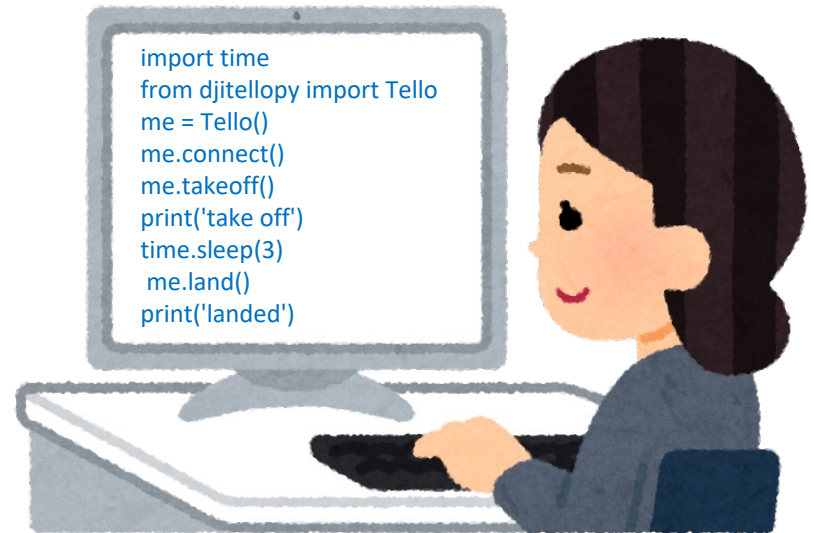 import time
from djitellopy import Tello
me = Tello()
me.connect()
me.takeoff()
print('take off')
time.sleep(3)
 me.land()
print('landed')